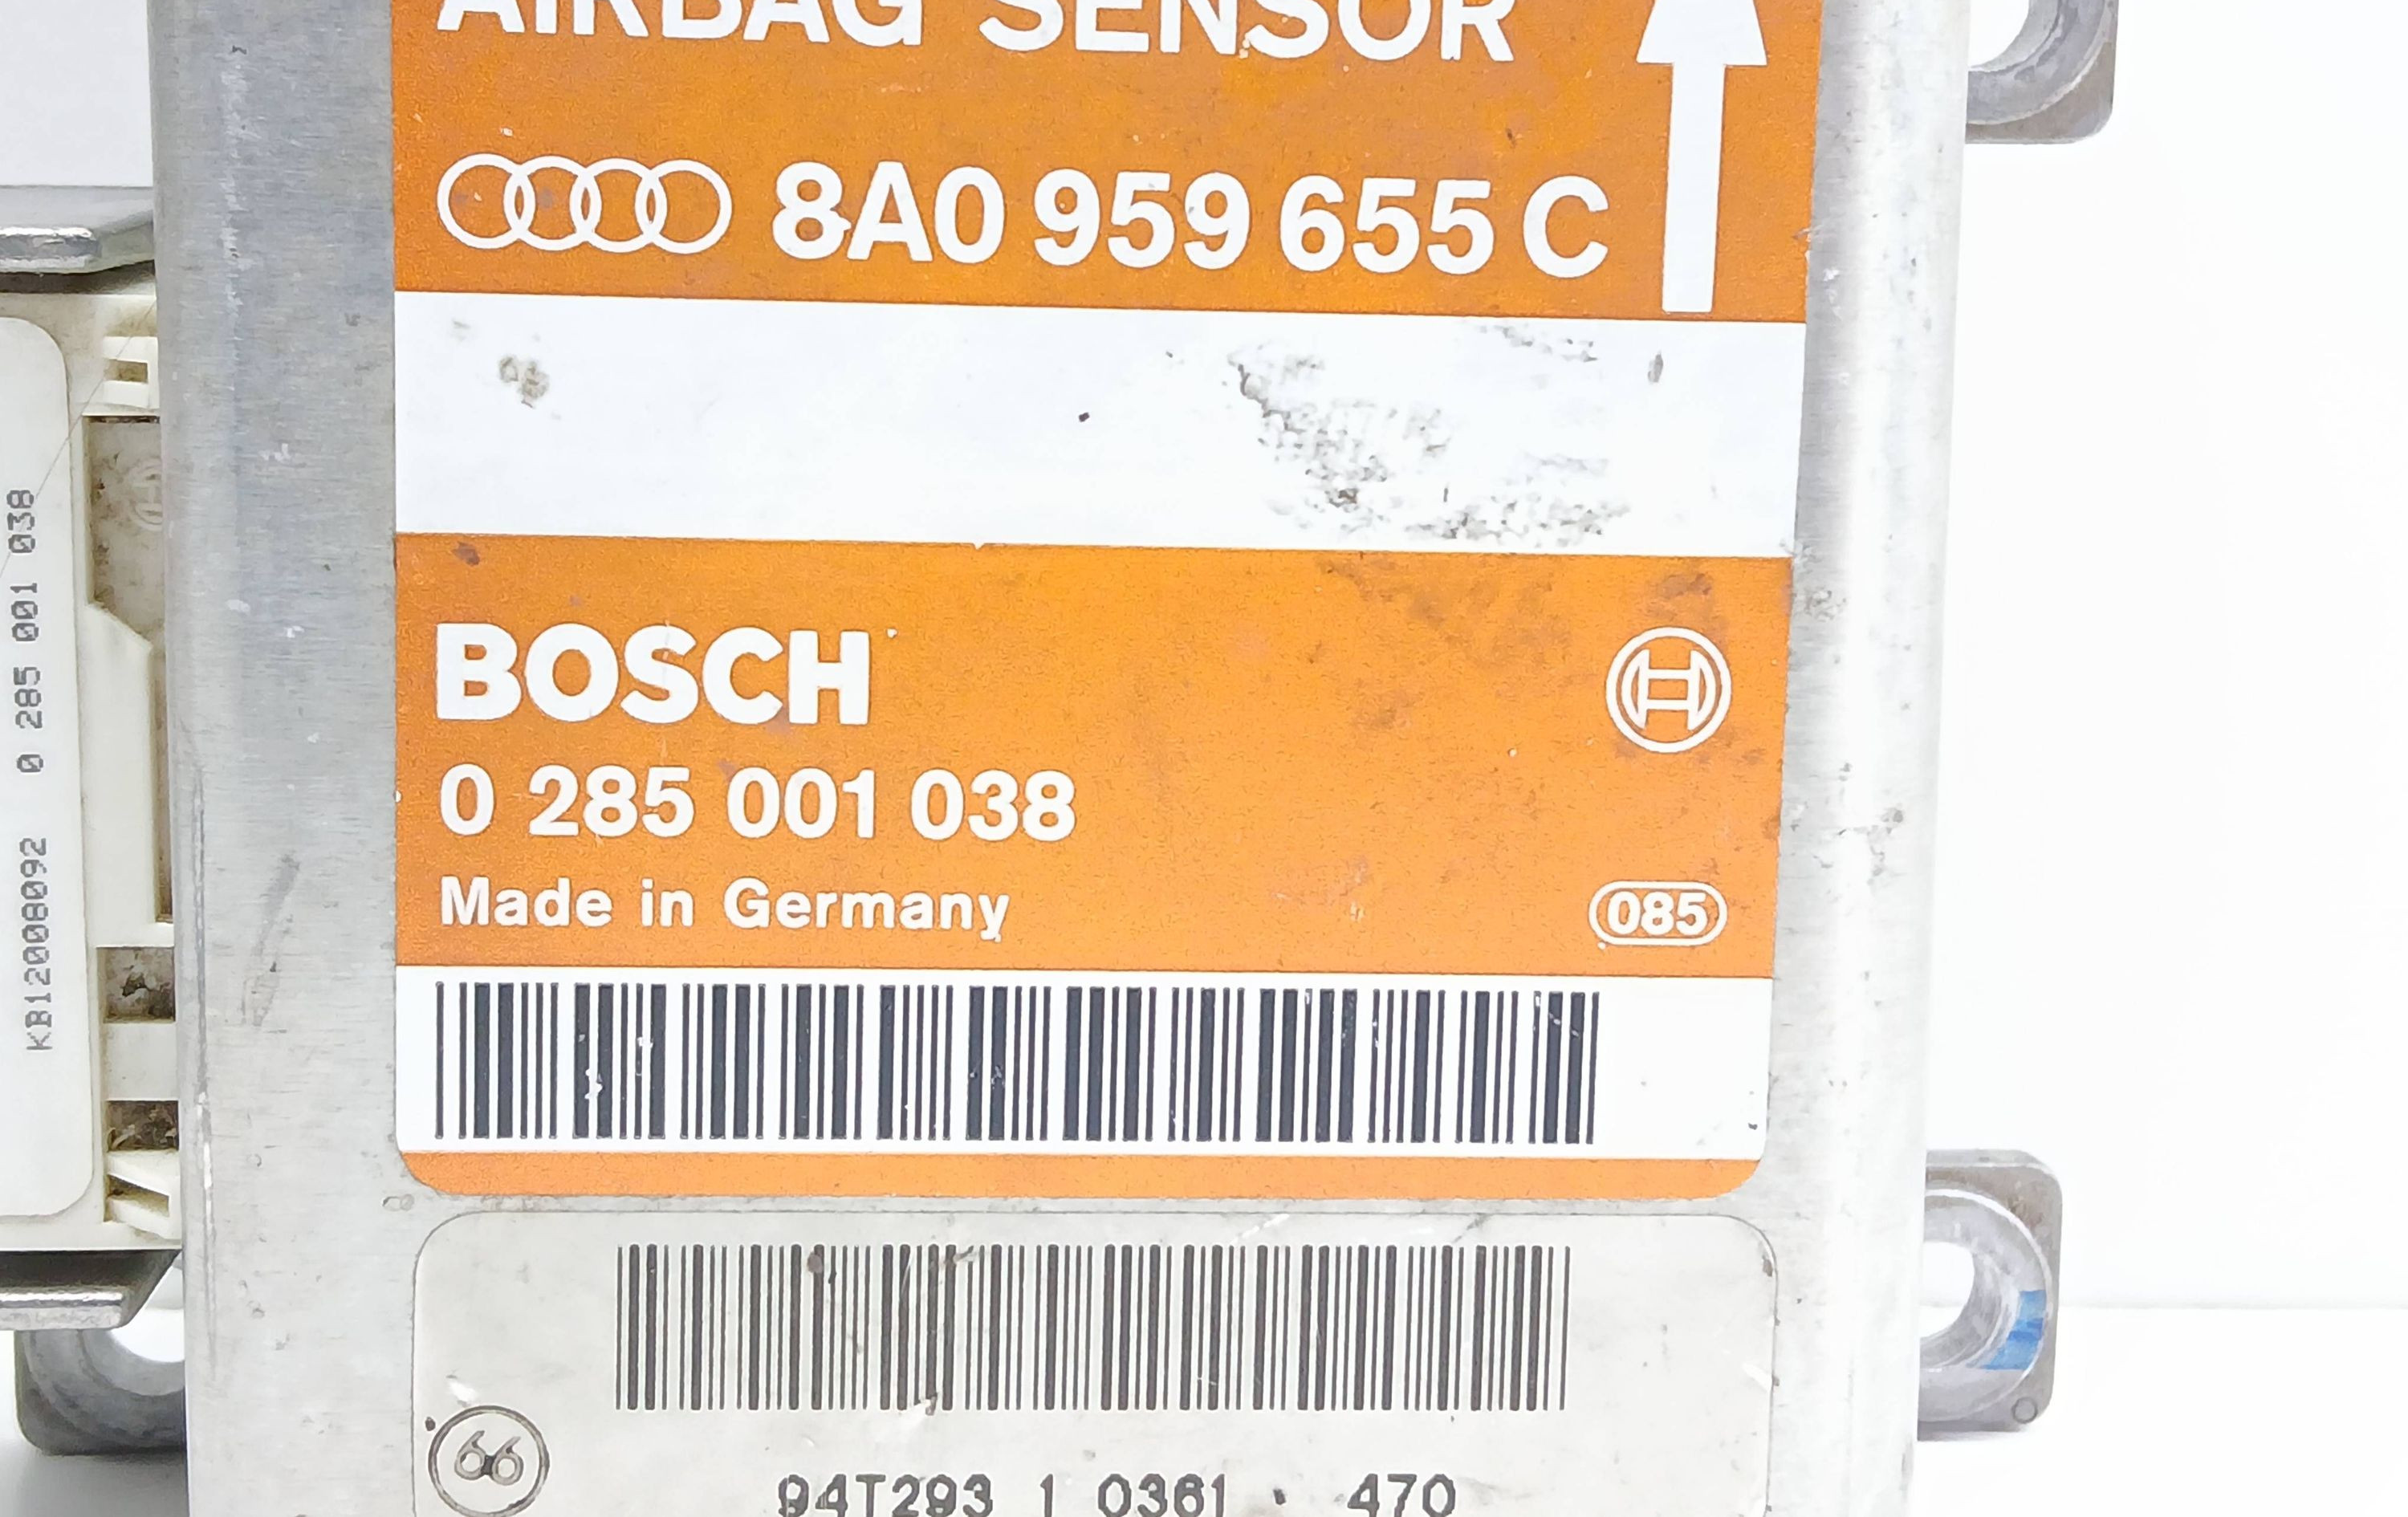 AIRBAG SENSOR
8A0 959 655 C
BOSCH
0 285 001 038
Made in Germany
085
66
94T293 1 0361 · 470
KB12008092 0 285 001 038